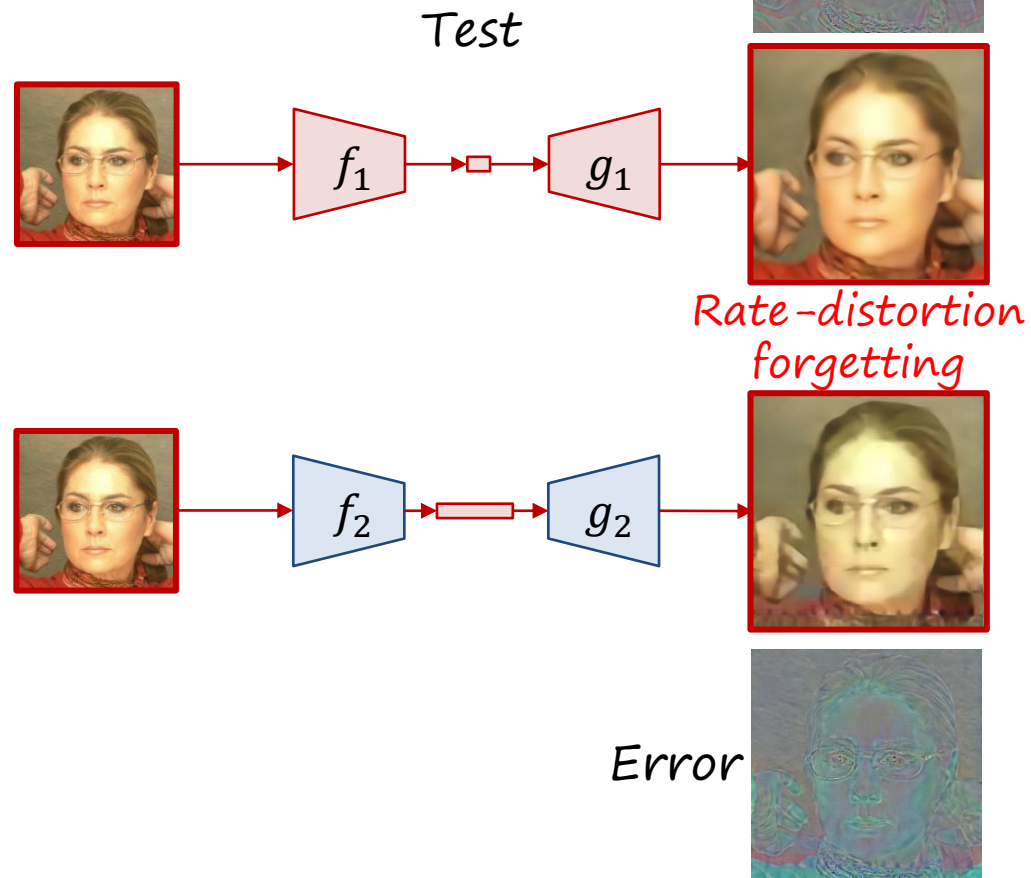 Test
f₁
g₁
Rate-distortion
forgetting
f₂
g₂
Error